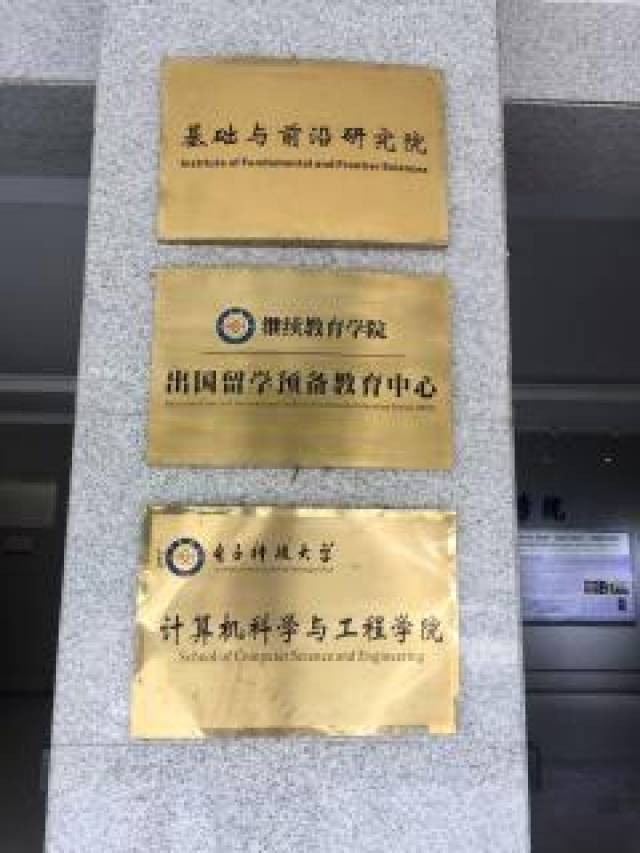 基础与前沿研究院
Institute of Fundamental and Frontier Sciences
继续教育学院
出国留学预备教育中心
电子科技大学
计算机科学与工程学院
School of Computer Science and Engineering
学院